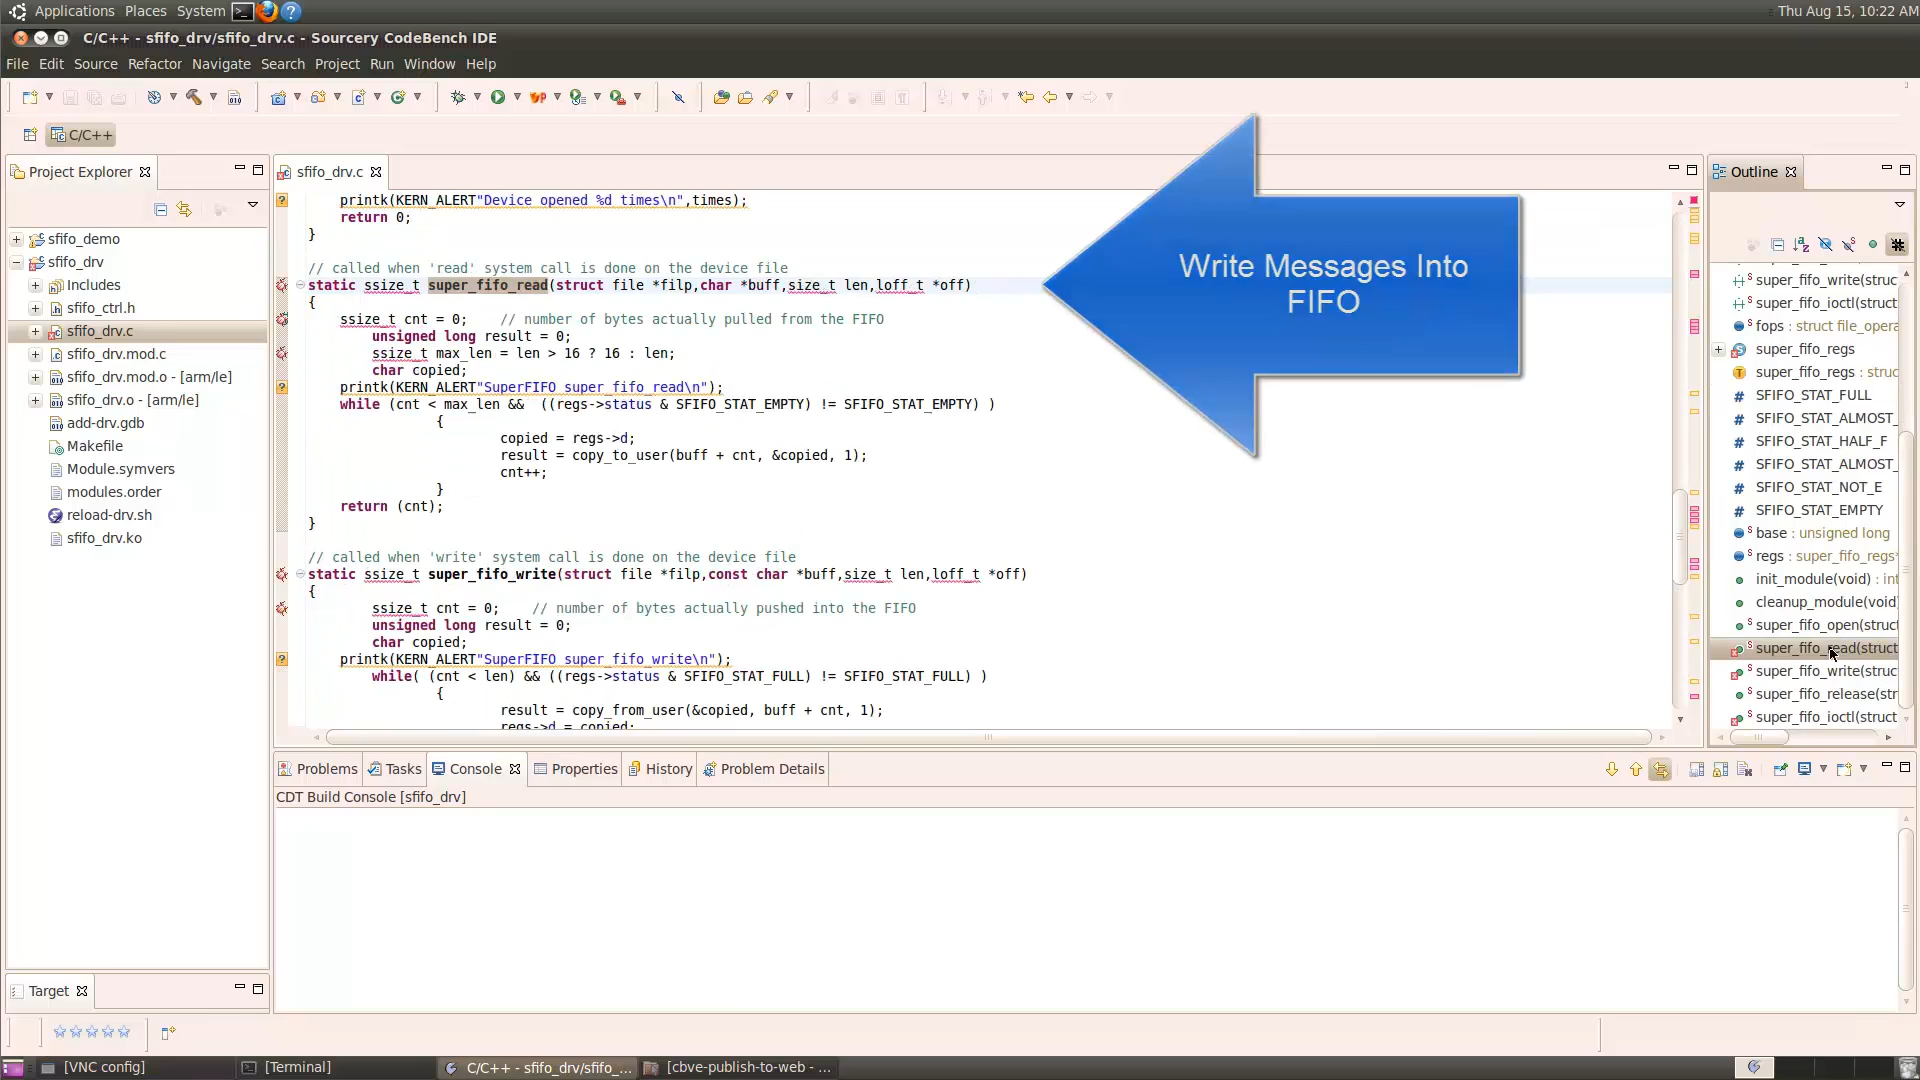 Applications Places System Thu Aug 15, 10:22 AM
C/C++ - sfifo_drv/sfifo_drv.c - Sourcery CodeBench IDE
File Edit Source Refactor Navigate Search Project Run Window Help
C/C++
Project Explorer
sfifo_demo
sfifo_drv
Includes
sfifo_ctrl.h
sfifo_drv.c
sfifo_drv.mod.c
sfifo_drv.mod.o - [arm/le]
sfifo_drv.o - [arm/le]
add-drv.gdb
Makefile
Module.symvers
modules.order
reload-drv.sh
sfifo_drv.ko
Target
sfifo_drv.c
printk(KERN_ALERT"Device opened %d times\n",times);
return 0;
}
// called when 'read' system call is done on the device file
static ssize_t super_fifo_read(struct file *filp,char *buff,size_t len,loff_t *off)
{
ssize_t cnt = 0; // number of bytes actually pulled from the FIFO
unsigned long result = 0;
ssize_t max_len = len > 16 ? 16 : len;
char copied;
printk(KERN_ALERT"SuperFIFO super_fifo_read\n");
while (cnt < max_len && ((regs->status & SFIFO_STAT_EMPTY) != SFIFO_STAT_EMPTY) )
{
copied = regs->d;
result = copy_to_user(buff + cnt, &copied, 1);
cnt++;
}
return (cnt);
}
// called when 'write' system call is done on the device file
static ssize_t super_fifo_write(struct file *filp,const char *buff,size_t len,loff_t *off)
{
ssize_t cnt = 0; // number of bytes actually pushed into the FIFO
unsigned long result = 0;
char copied;
printk(KERN_ALERT"SuperFIFO super_fifo_write\n");
while( (cnt < len) && ((regs->status & SFIFO_STAT_FULL) != SFIFO_STAT_FULL) )
{
result = copy_from_user(&copied, buff + cnt, 1);
regs->d = copied;
Write Messages Into
FIFO
Outline
super_fifo_write(struc
super_fifo_ioctl(struct
fops : struct file_opera
super_fifo_regs
super_fifo_regs : struc
SFIFO_STAT_FULL
SFIFO_STAT_ALMOST_
SFIFO_STAT_HALF_F
SFIFO_STAT_ALMOST_
SFIFO_STAT_NOT_E
SFIFO_STAT_EMPTY
base : unsigned long
regs : super_fifo_regs*
init_module(void) : int
cleanup_module(void)
super_fifo_open(struct
super_fifo_read(struct
super_fifo_write(struc
super_fifo_release(str
super_fifo_ioctl(struct
Problems Tasks Console Properties History Problem Details
CDT Build Console [sfifo_drv]
[VNC config] [Terminal] C/C++ - sfifo_drv/sfifo_... [cbve-publish-to-web - ...